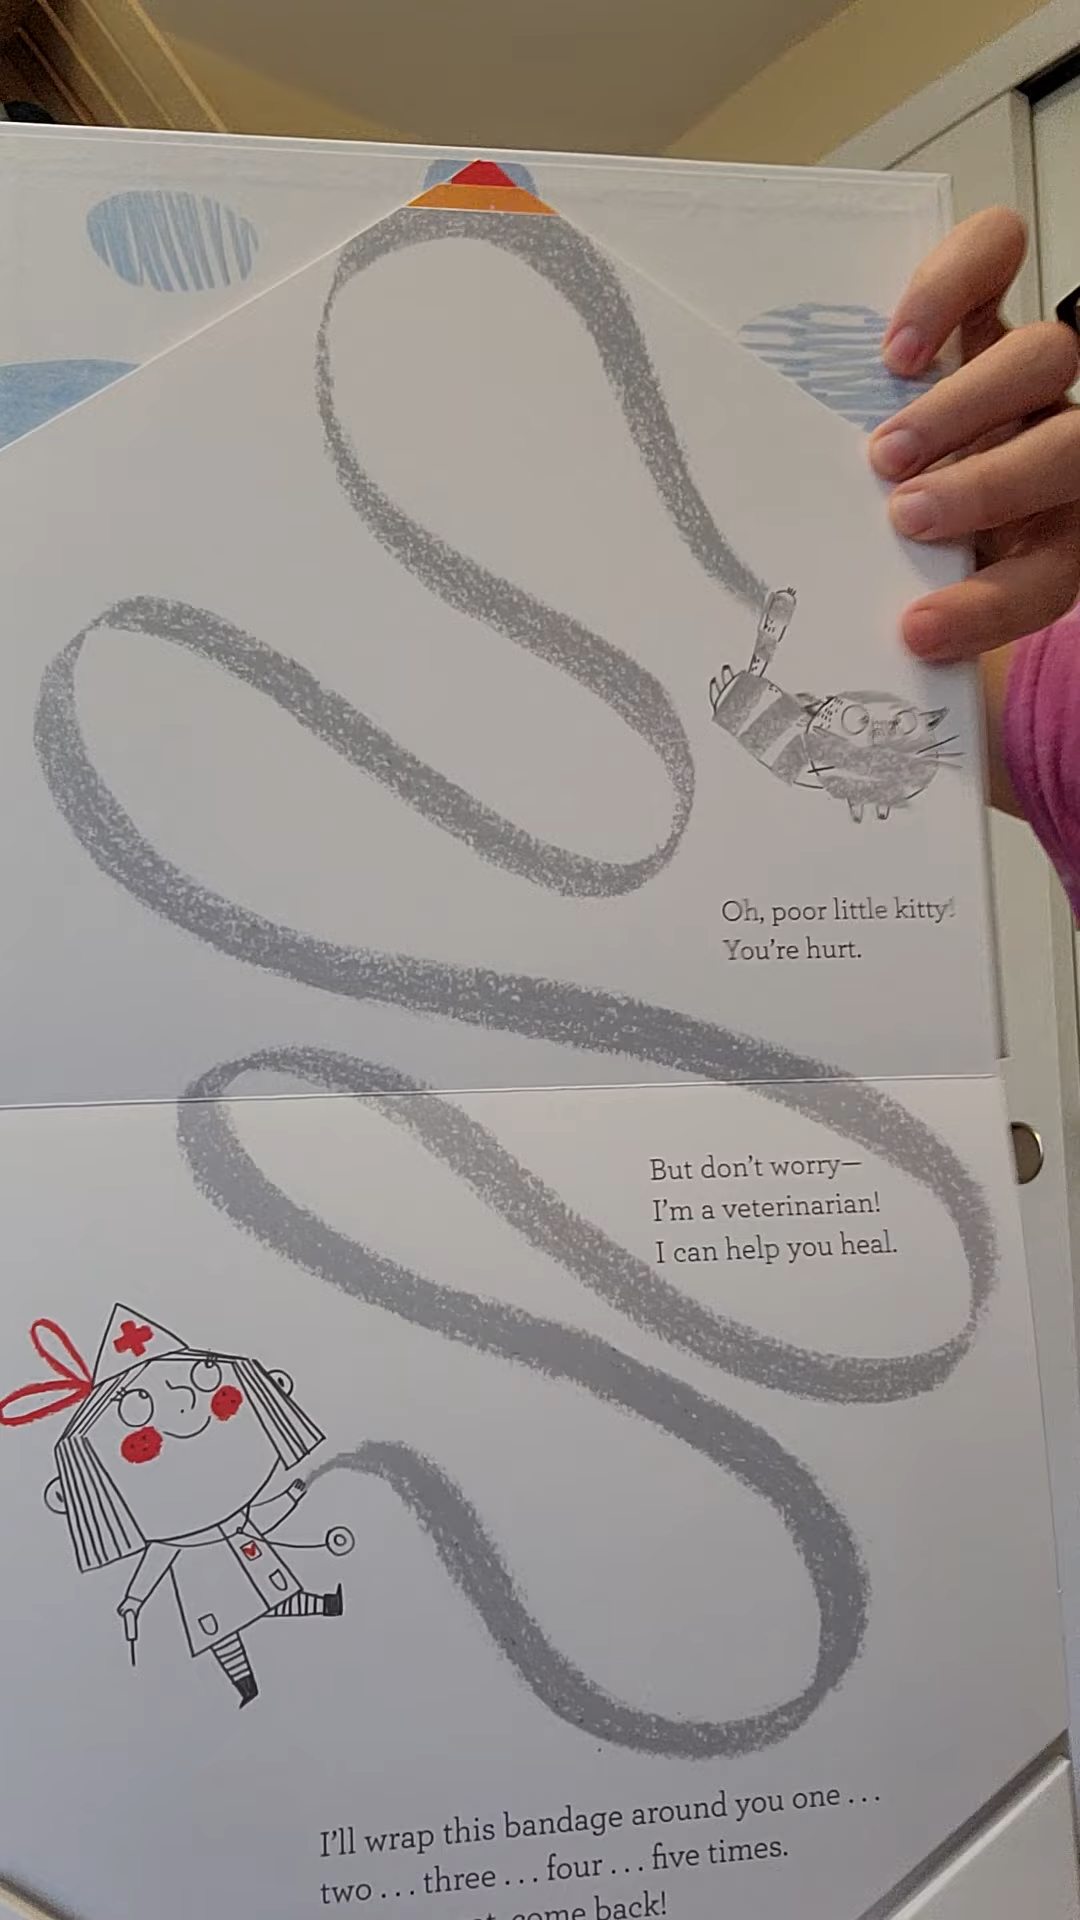 Oh, poor little kitty!
You're hurt.
But don't worry—
I'm a veterinarian!
I can help you heal.
I'll wrap this bandage around you one . . .
two . . . three . . . four . . . five times.
come back!